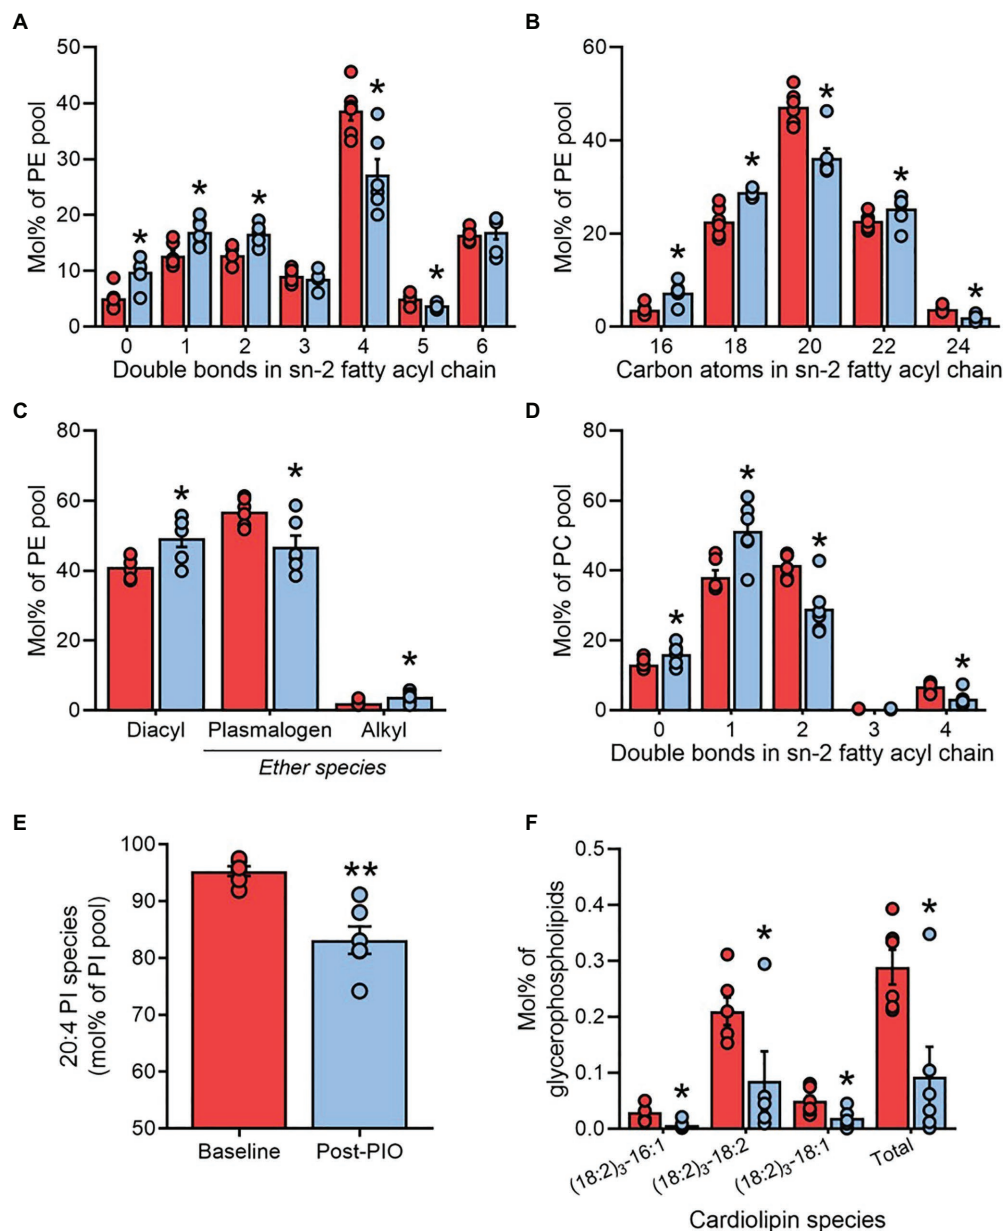 A
50
40
30
20
10
0
Mol% of PE pool
*
*
*
*
*
0 1 2 3 4 5 6
Double bonds in sn-2 fatty acyl chain
B
60
40
20
0
Mol% of PE pool
*
*
*
*
*
16 18 20 22 24
Carbon atoms in sn-2 fatty acyl chain
C
80
60
40
20
0
Mol% of PE pool
*
*
*
Diacyl Plasmalogen Alkyl
Ether species
D
80
60
40
20
0
Mol% of PC pool
*
*
*
*
0 1 2 3 4
Double bonds in sn-2 fatty acyl chain
E
100
90
80
70
60
50
20:4 PI species
(mol% of PI pool)
**
Baseline Post-PIO
F
0.5
0.4
0.3
0.2
0.1
0.0
Mol% of
glycerophospholipids
*
*
*
*
(18:2)₃-16:1
(18:2)₃-18:2
(18:2)₃-18:1
Total
Cardiolipin species